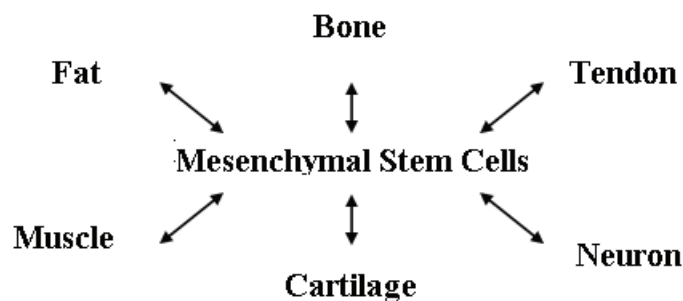 Bone
Fat
Tendon
Mesenchymal Stem Cells
Muscle
Neuron
Cartilage